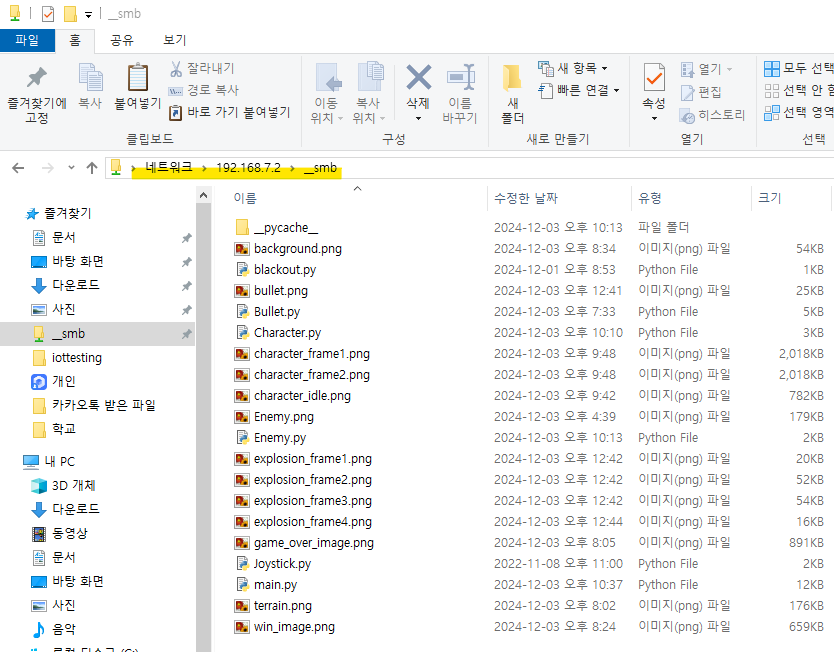 __smb
파일 홈 공유 보기
즐겨찾기에 고정
복사
붙여넣기
잘라내기
경로 복사
바로 가기 붙여넣기
클립보드
이동 위치
복사 위치
삭제
이름 바꾸기
구성
새 폴더
새 항목
빠른 연결
새로 만들기
속성
열기
편집
히스토리
열기
모두 선택
선택 안 함
선택 영역
선택
네트워크 > 192.168.7.2 > __smb
즐겨찾기
문서
바탕 화면
다운로드
사진
__smb
iottesting
개인
카카오톡 받은 파일
학교
내 PC
3D 개체
다운로드
동영상
문서
바탕 화면
사진
음악
이름 수정한 날짜 유형 크기
__pycache__ 2024-12-03 오후 10:13 파일 폴더
background.png 2024-12-03 오후 8:34 이미지(png) 파일 54KB
blackout.py 2024-12-01 오후 8:53 Python File 1KB
bullet.png 2024-12-03 오후 12:41 이미지(png) 파일 25KB
Bullet.py 2024-12-03 오후 7:33 Python File 5KB
Character.py 2024-12-03 오후 10:10 Python File 3KB
character_frame1.png 2024-12-03 오후 9:48 이미지(png) 파일 2,018KB
character_frame2.png 2024-12-03 오후 9:48 이미지(png) 파일 2,018KB
character_idle.png 2024-12-03 오후 9:42 이미지(png) 파일 782KB
Enemy.png 2024-12-03 오후 4:39 이미지(png) 파일 179KB
Enemy.py 2024-12-03 오후 10:13 Python File 2KB
explosion_frame1.png 2024-12-03 오후 12:42 이미지(png) 파일 20KB
explosion_frame2.png 2024-12-03 오후 12:42 이미지(png) 파일 52KB
explosion_frame3.png 2024-12-03 오후 12:42 이미지(png) 파일 54KB
explosion_frame4.png 2024-12-03 오후 12:44 이미지(png) 파일 16KB
game_over_image.png 2024-12-03 오후 8:05 이미지(png) 파일 891KB
Joystick.py 2022-11-08 오전 11:00 Python File 2KB
main.py 2024-12-03 오후 10:37 Python File 12KB
terrain.png 2024-12-03 오후 8:02 이미지(png) 파일 176KB
win_image.png 2024-12-03 오후 8:24 이미지(png) 파일 659KB